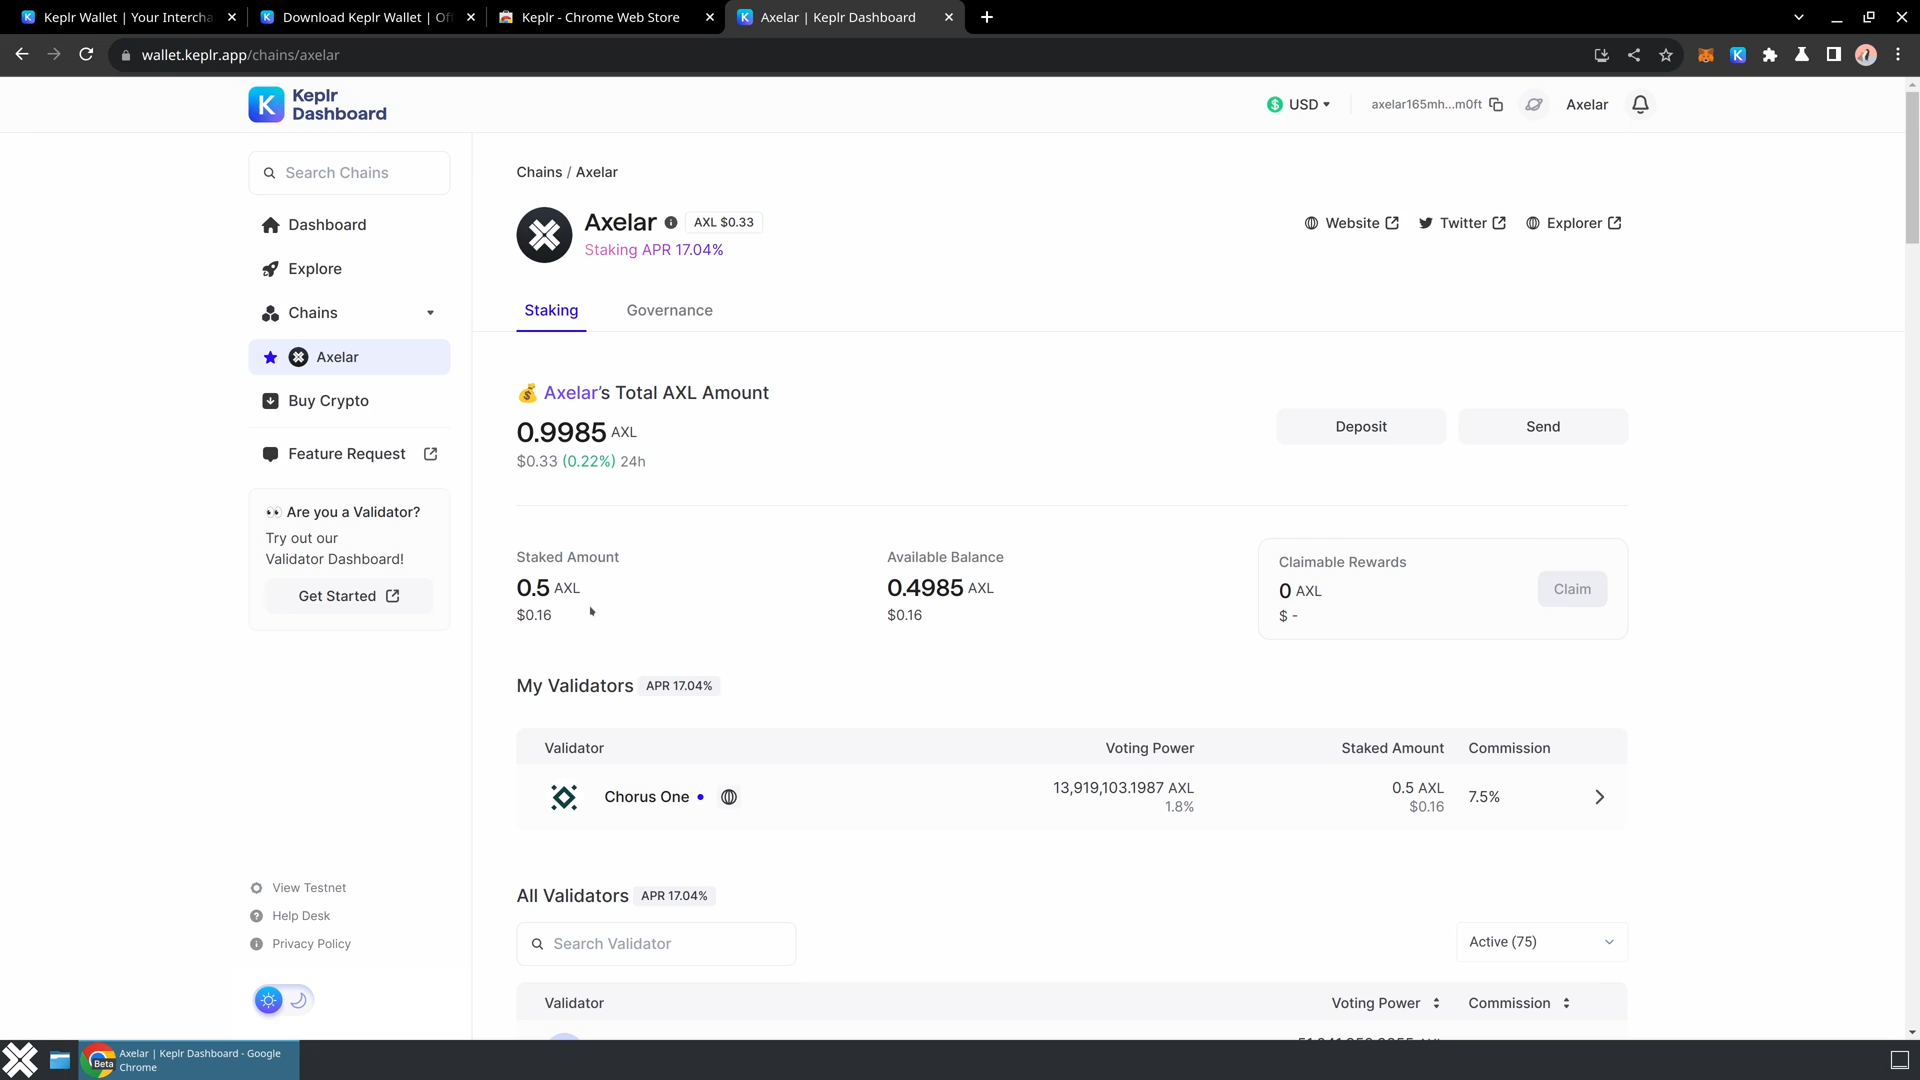 Keplr Wallet | Your Intercha
Download Keplr Wallet | Of
Keplr - Chrome Web Store
Axelar | Keplr Dashboard
wallet.keplr.app/chains/axelar
Keplr
Dashboard
USD
axelar165mh...m0ft
Axelar
Search Chains
Dashboard
Explore
Chains
Axelar
Buy Crypto
Feature Request
Are you a Validator?
Try out our
Validator Dashboard!
Get Started
View Testnet
Help Desk
Privacy Policy
Chains / Axelar
Axelar
AXL $0.33
Staking APR 17.04%
Website
Twitter
Explorer
Staking
Governance
Axelar's Total AXL Amount
0.9985 AXL
$0.33 (0.22%) 24h
Deposit
Send
Staked Amount
0.5 AXL
$0.16
Available Balance
0.4985 AXL
$0.16
Claimable Rewards
0 AXL
$ -
Claim
My Validators APR 17.04%
Validator Voting Power Staked Amount Commission
Chorus One
13,919,103.1987 AXL
1.8%
0.5 AXL
$0.16
7.5%
All Validators APR 17.04%
Search Validator
Active (75)
Validator Voting Power Commission
Beta
Axelar | Keplr Dashboard - Google
Chrome